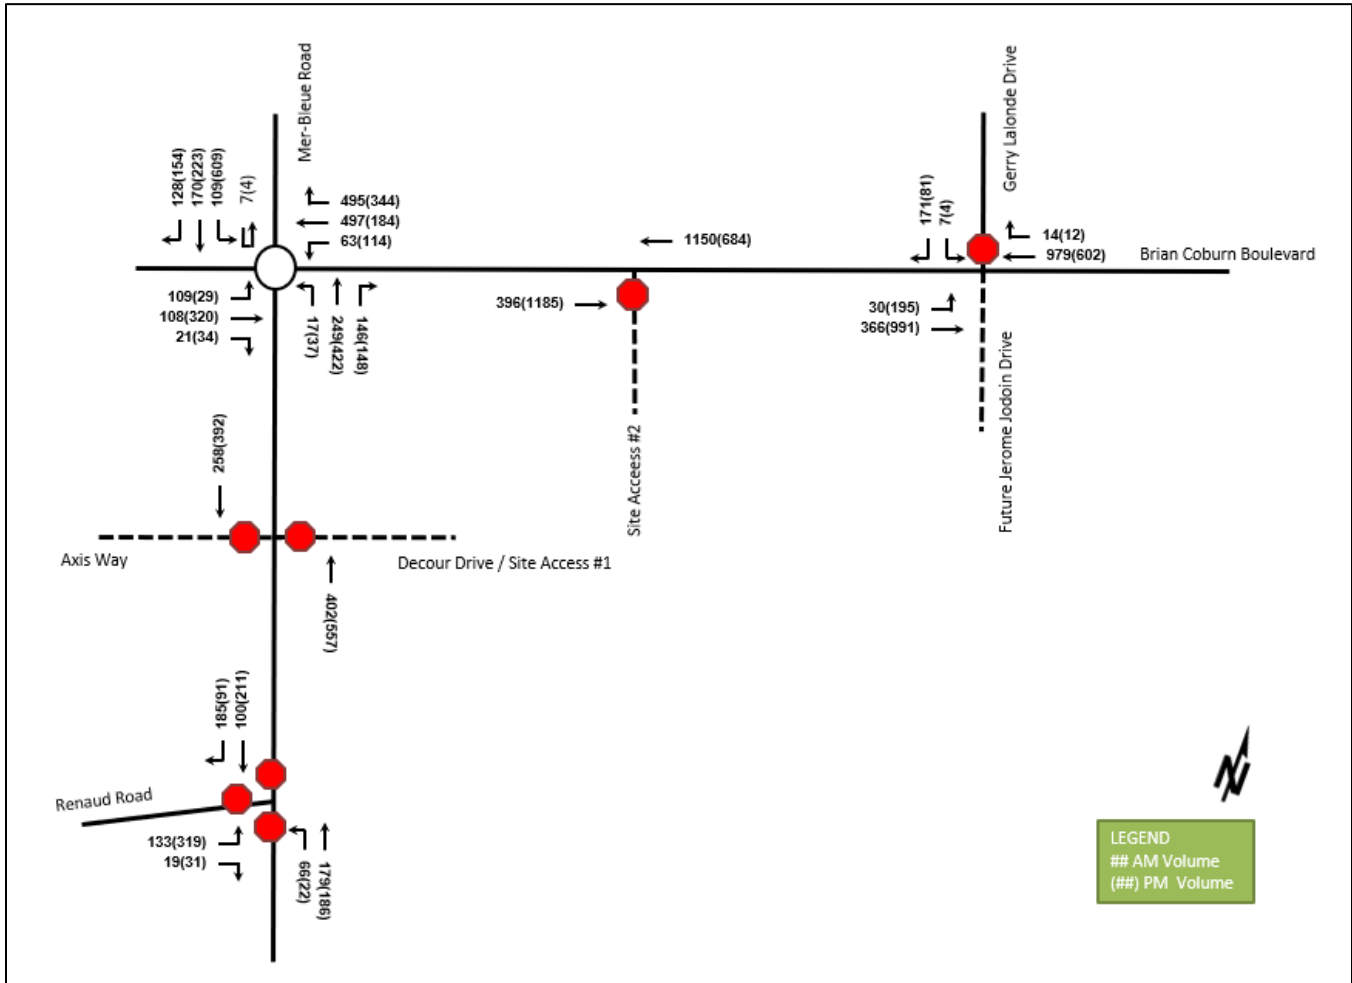 Mer-Bleue Road
Gerry Lalonde Drive
128(154)
170(223)
109(609)
7(4)
495(344)
497(184)
63(114)
1150(684)
171(81)
7(4)
14(12)
979(602)
Brian Coburn Boulevard
109(29)
108(320)
21(34)
17(37)
249(422)
146(148)
396(1185)
30(195)
366(991)
Site Acceess #2
Future Jerome Jodoin Drive
258(392)
Axis Way
Decour Drive / Site Access #1
402(557)
185(91)
100(211)
Renaud Road
133(319)
19(31)
66(22)
179(186)
N
LEGEND
## AM Volume
(##) PM Volume